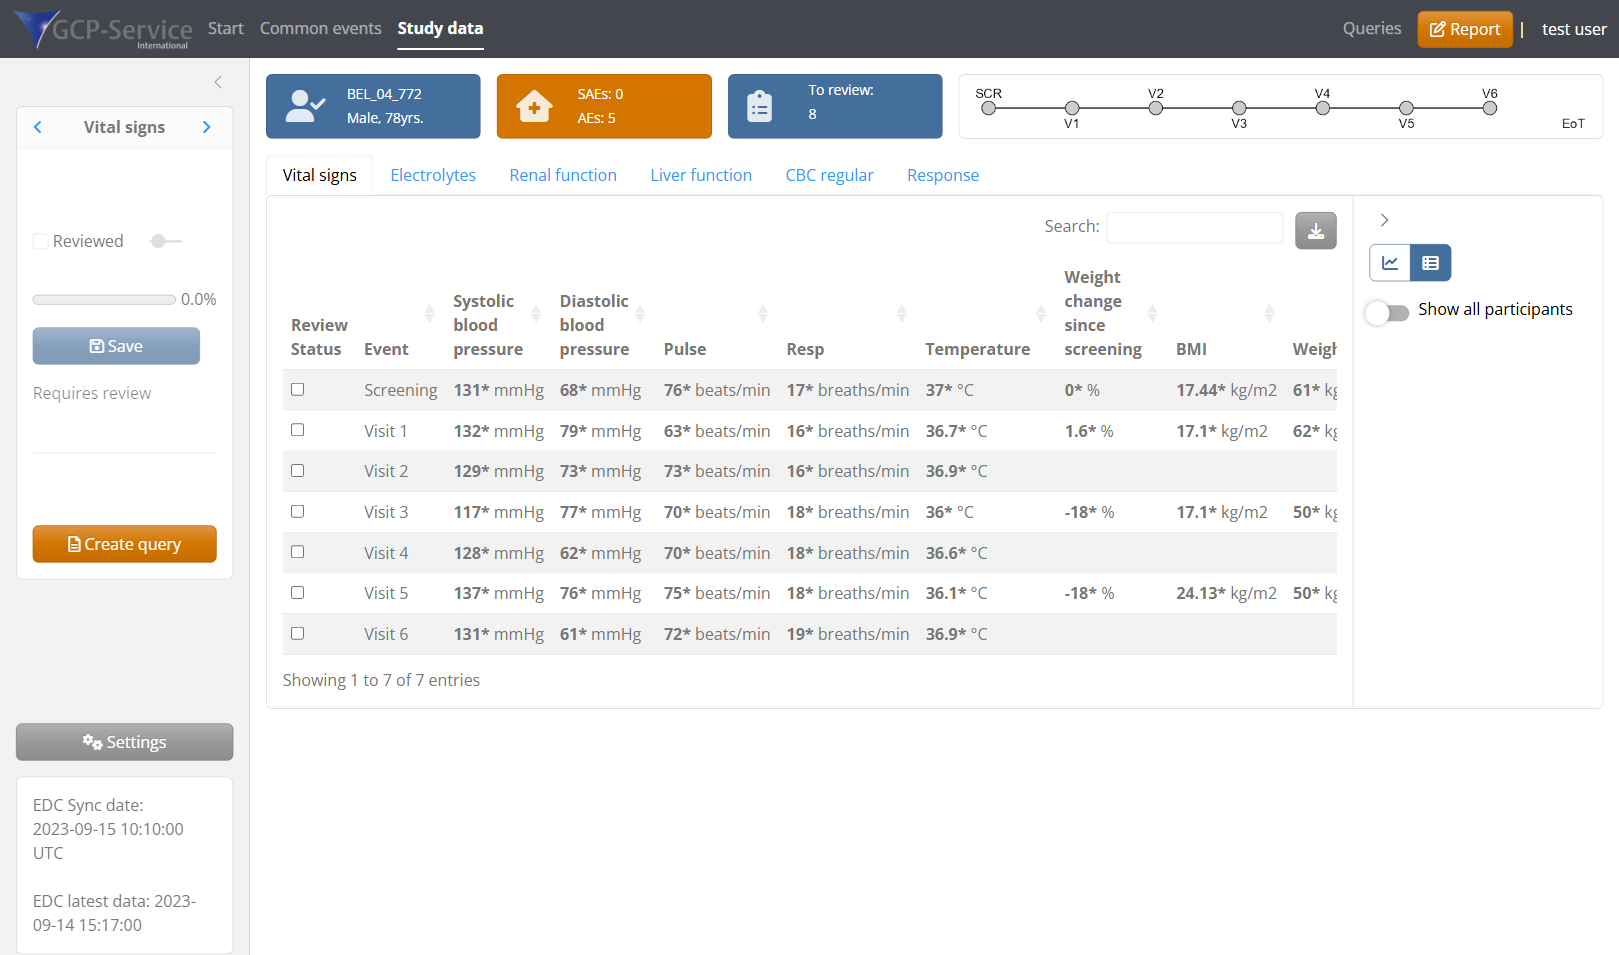 GCP-Service
International
Start
Common events
Study data
Queries
Report
|
test user
Vital signs
Reviewed
0.0%
Save
Requires review
Create query
Settings
EDC Sync date:
2023-09-15 10:10:00
UTC
EDC latest data: 2023-
09-14 15:17:00
BEL_04_772
Male, 78yrs.
SAEs: 0
AEs: 5
To review:
8
SCR V2 V4 V6
V1 V3 V5 EoT
Vital signs Electrolytes Renal function Liver function CBC regular Response
Search:
Review Status Event Systolic blood pressure Diastolic blood pressure Pulse Resp Temperature Weight change since screening BMI Weigh
Screening 131* mmHg 68* mmHg 76* beats/min 17* breaths/min 37* °C 0* % 17.44* kg/m2 61* kg
Visit 1 132* mmHg 79* mmHg 63* beats/min 16* breaths/min 36.7* °C 1.6* % 17.1* kg/m2 62* kg
Visit 2 129* mmHg 73* mmHg 73* beats/min 16* breaths/min 36.9* °C
Visit 3 117* mmHg 77* mmHg 70* beats/min 18* breaths/min 36* °C -18* % 17.1* kg/m2 50* kg
Visit 4 128* mmHg 62* mmHg 70* beats/min 18* breaths/min 36.6* °C
Visit 5 137* mmHg 76* mmHg 75* beats/min 18* breaths/min 36.1* °C -18* % 24.13* kg/m2 50* kg
Visit 6 131* mmHg 61* mmHg 72* beats/min 19* breaths/min 36.9* °C
Showing 1 to 7 of 7 entries
Show all participants